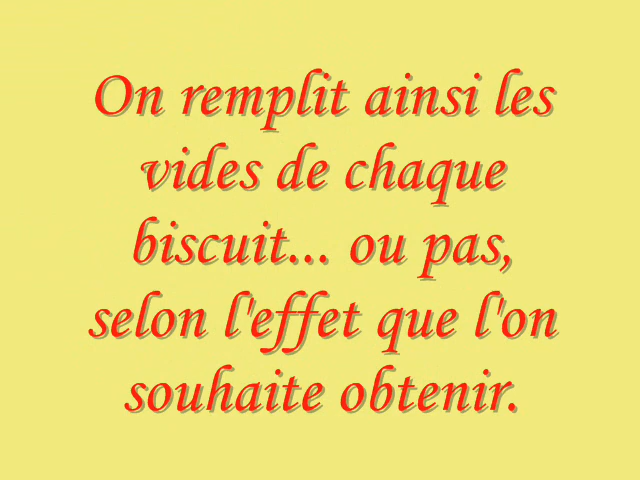 On remplit ainsi les
vides de chaque
biscuit... ou pas,
selon l'effet que l'on
souhaite obtenir.